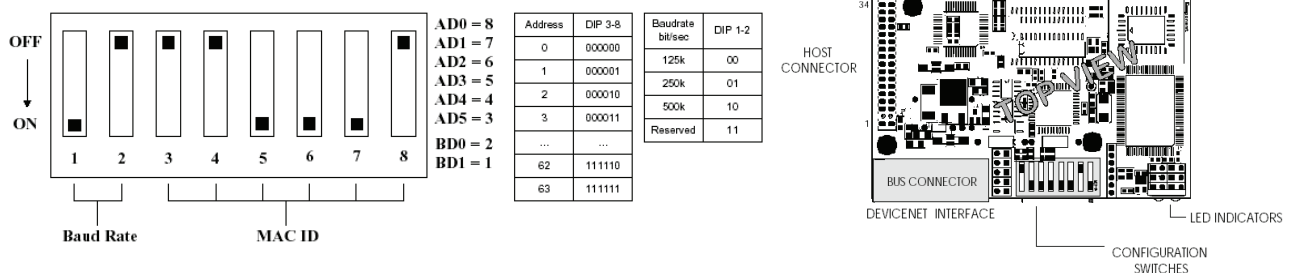 OFF
ON
1 2 3 4 5 6 7 8
Baud Rate
MAC ID
AD0 = 8
AD1 = 7
AD2 = 6
AD3 = 5
AD4 = 4
AD5 = 3
BD0 = 2
BD1 = 1
Address DIP 3-8
0 000000
1 000001
2 000010
3 000011
... ...
62 111110
63 111111
Baudrate bit/sec DIP 1-2
125k 00
250k 01
500k 10
Reserved 11
34
HOST
CONNECTOR
1
TOP VIEW
BUS CONNECTOR
DEVICENET INTERFACE
LED INDICATORS
CONFIGURATION
SWITCHES